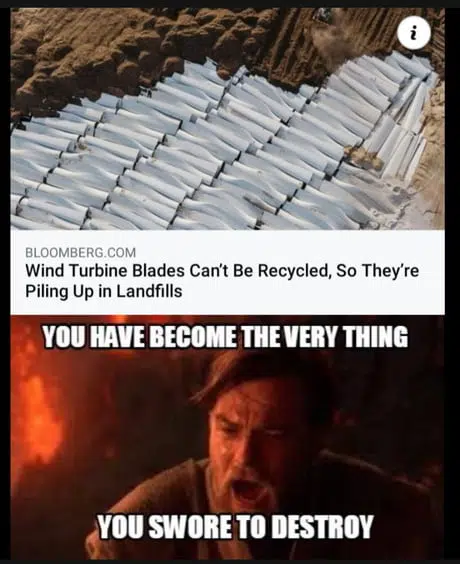 i
BLOOMBERG.COM
Wind Turbine Blades Can't Be Recycled, So They're
Piling Up in Landfills
YOU HAVE BECOME THE VERY THING
YOU SWORE TO DESTROY